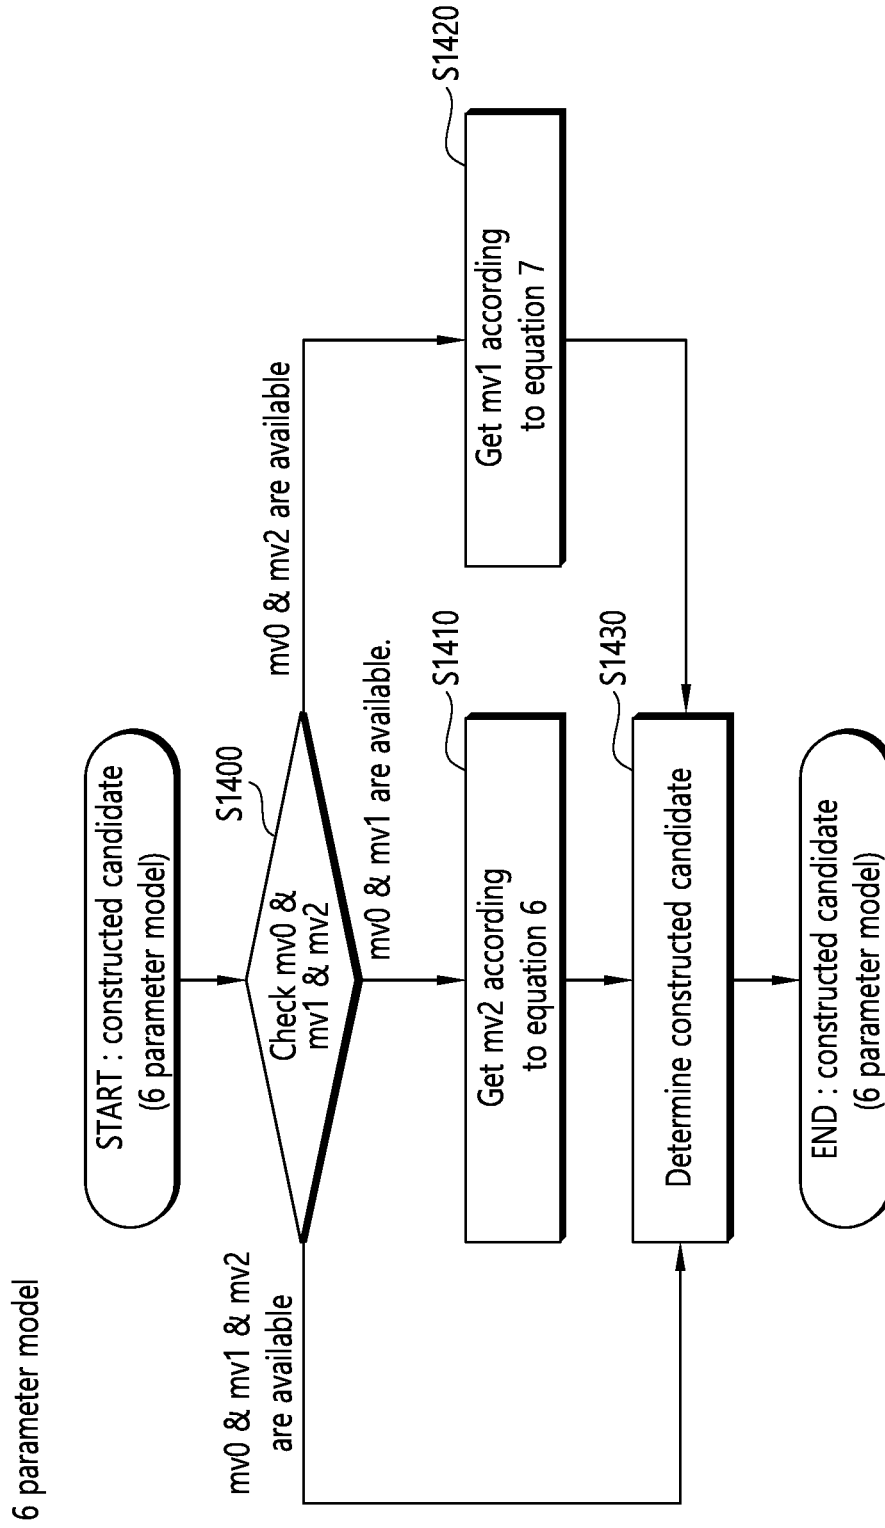 6 parameter model
START : constructed candidate
(6 parameter model)
S1400
Check mv0 &
mv1 & mv2
mv0 & mv1 & mv2
are available
mv0 & mv1 are available.
mv0 & mv2 are available
S1410
Get mv2 according
to equation 6
S1420
Get mv1 according
to equation 7
S1430
Determine constructed candidate
END : constructed candidate
(6 parameter model)